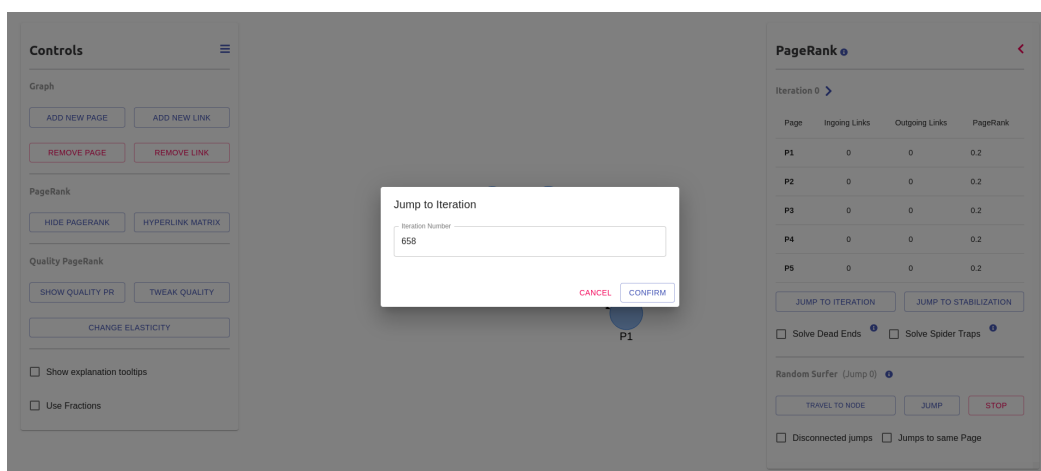 Controls
Graph
ADD NEW PAGE ADD NEW LINK
REMOVE PAGE REMOVE LINK
PageRank
HIDE PAGERANK HYPERLINK MATRIX
Quality PageRank
SHOW QUALITY PR TWEAK QUALITY
CHANGE ELASTICITY
Show explanation tooltips
Use Fractions
Jump to Iteration
Iteration Number
658
CANCEL CONFIRM
P1
PageRank
Iteration 0
Page Ingoing Links Outgoing Links PageRank
P1 0 0 0.2
P2 0 0 0.2
P3 0 0 0.2
P4 0 0 0.2
P5 0 0 0.2
JUMP TO ITERATION JUMP TO STABILIZATION
Solve Dead Ends Solve Spider Traps
Random Surfer (Jump 0)
TRAVEL TO NODE JUMP STOP
Disconnected jumps Jumps to same Page